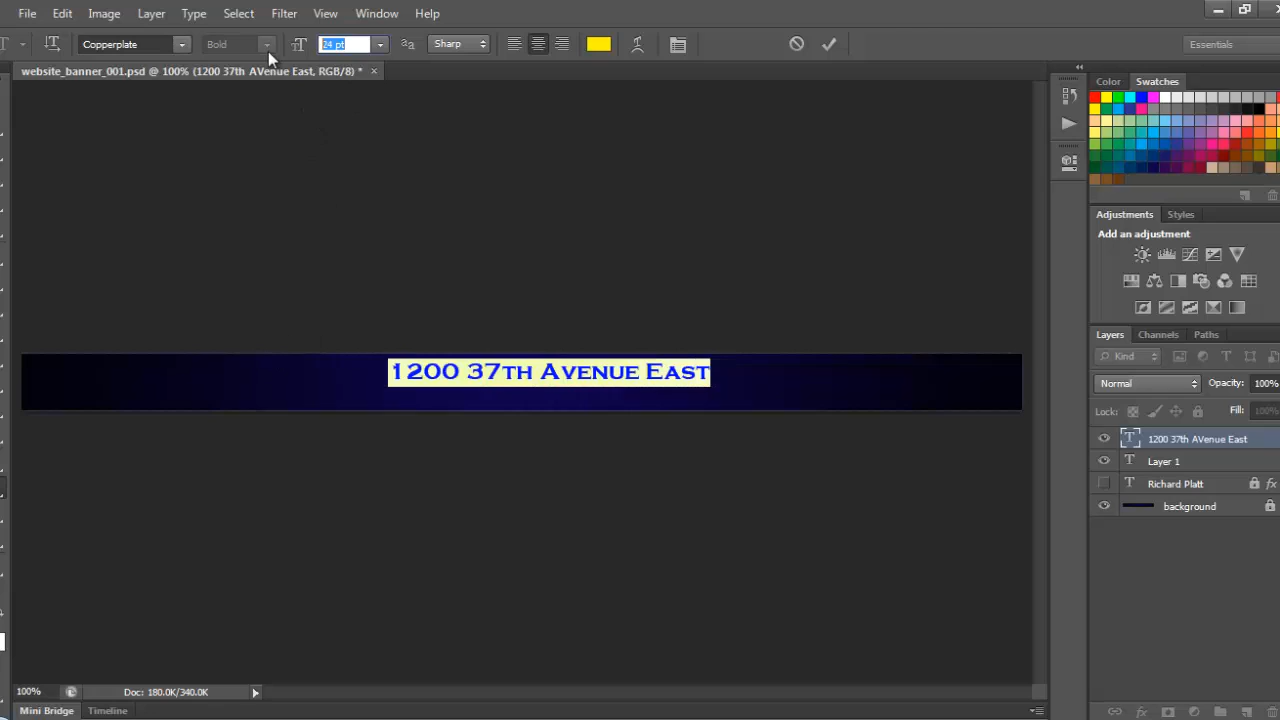 File Edit Image Layer Type Select Filter View Window Help
Copperplate Bold 24 pt Sharp Essentials
website_banner_001.psd @ 100% (1200 37th AVenue East, RGB/8) * ×
Color Swatches
Adjustments Styles
Add an adjustment
Layers Channels Paths
Kind
Normal Opacity: 100%
Lock: Fill: 100%
1200 37th AVenue East
Layer 1
Richard Platt fx
background
1200 37th Avenue East
100% Doc: 180.0K/340.0K
Mini Bridge Timeline